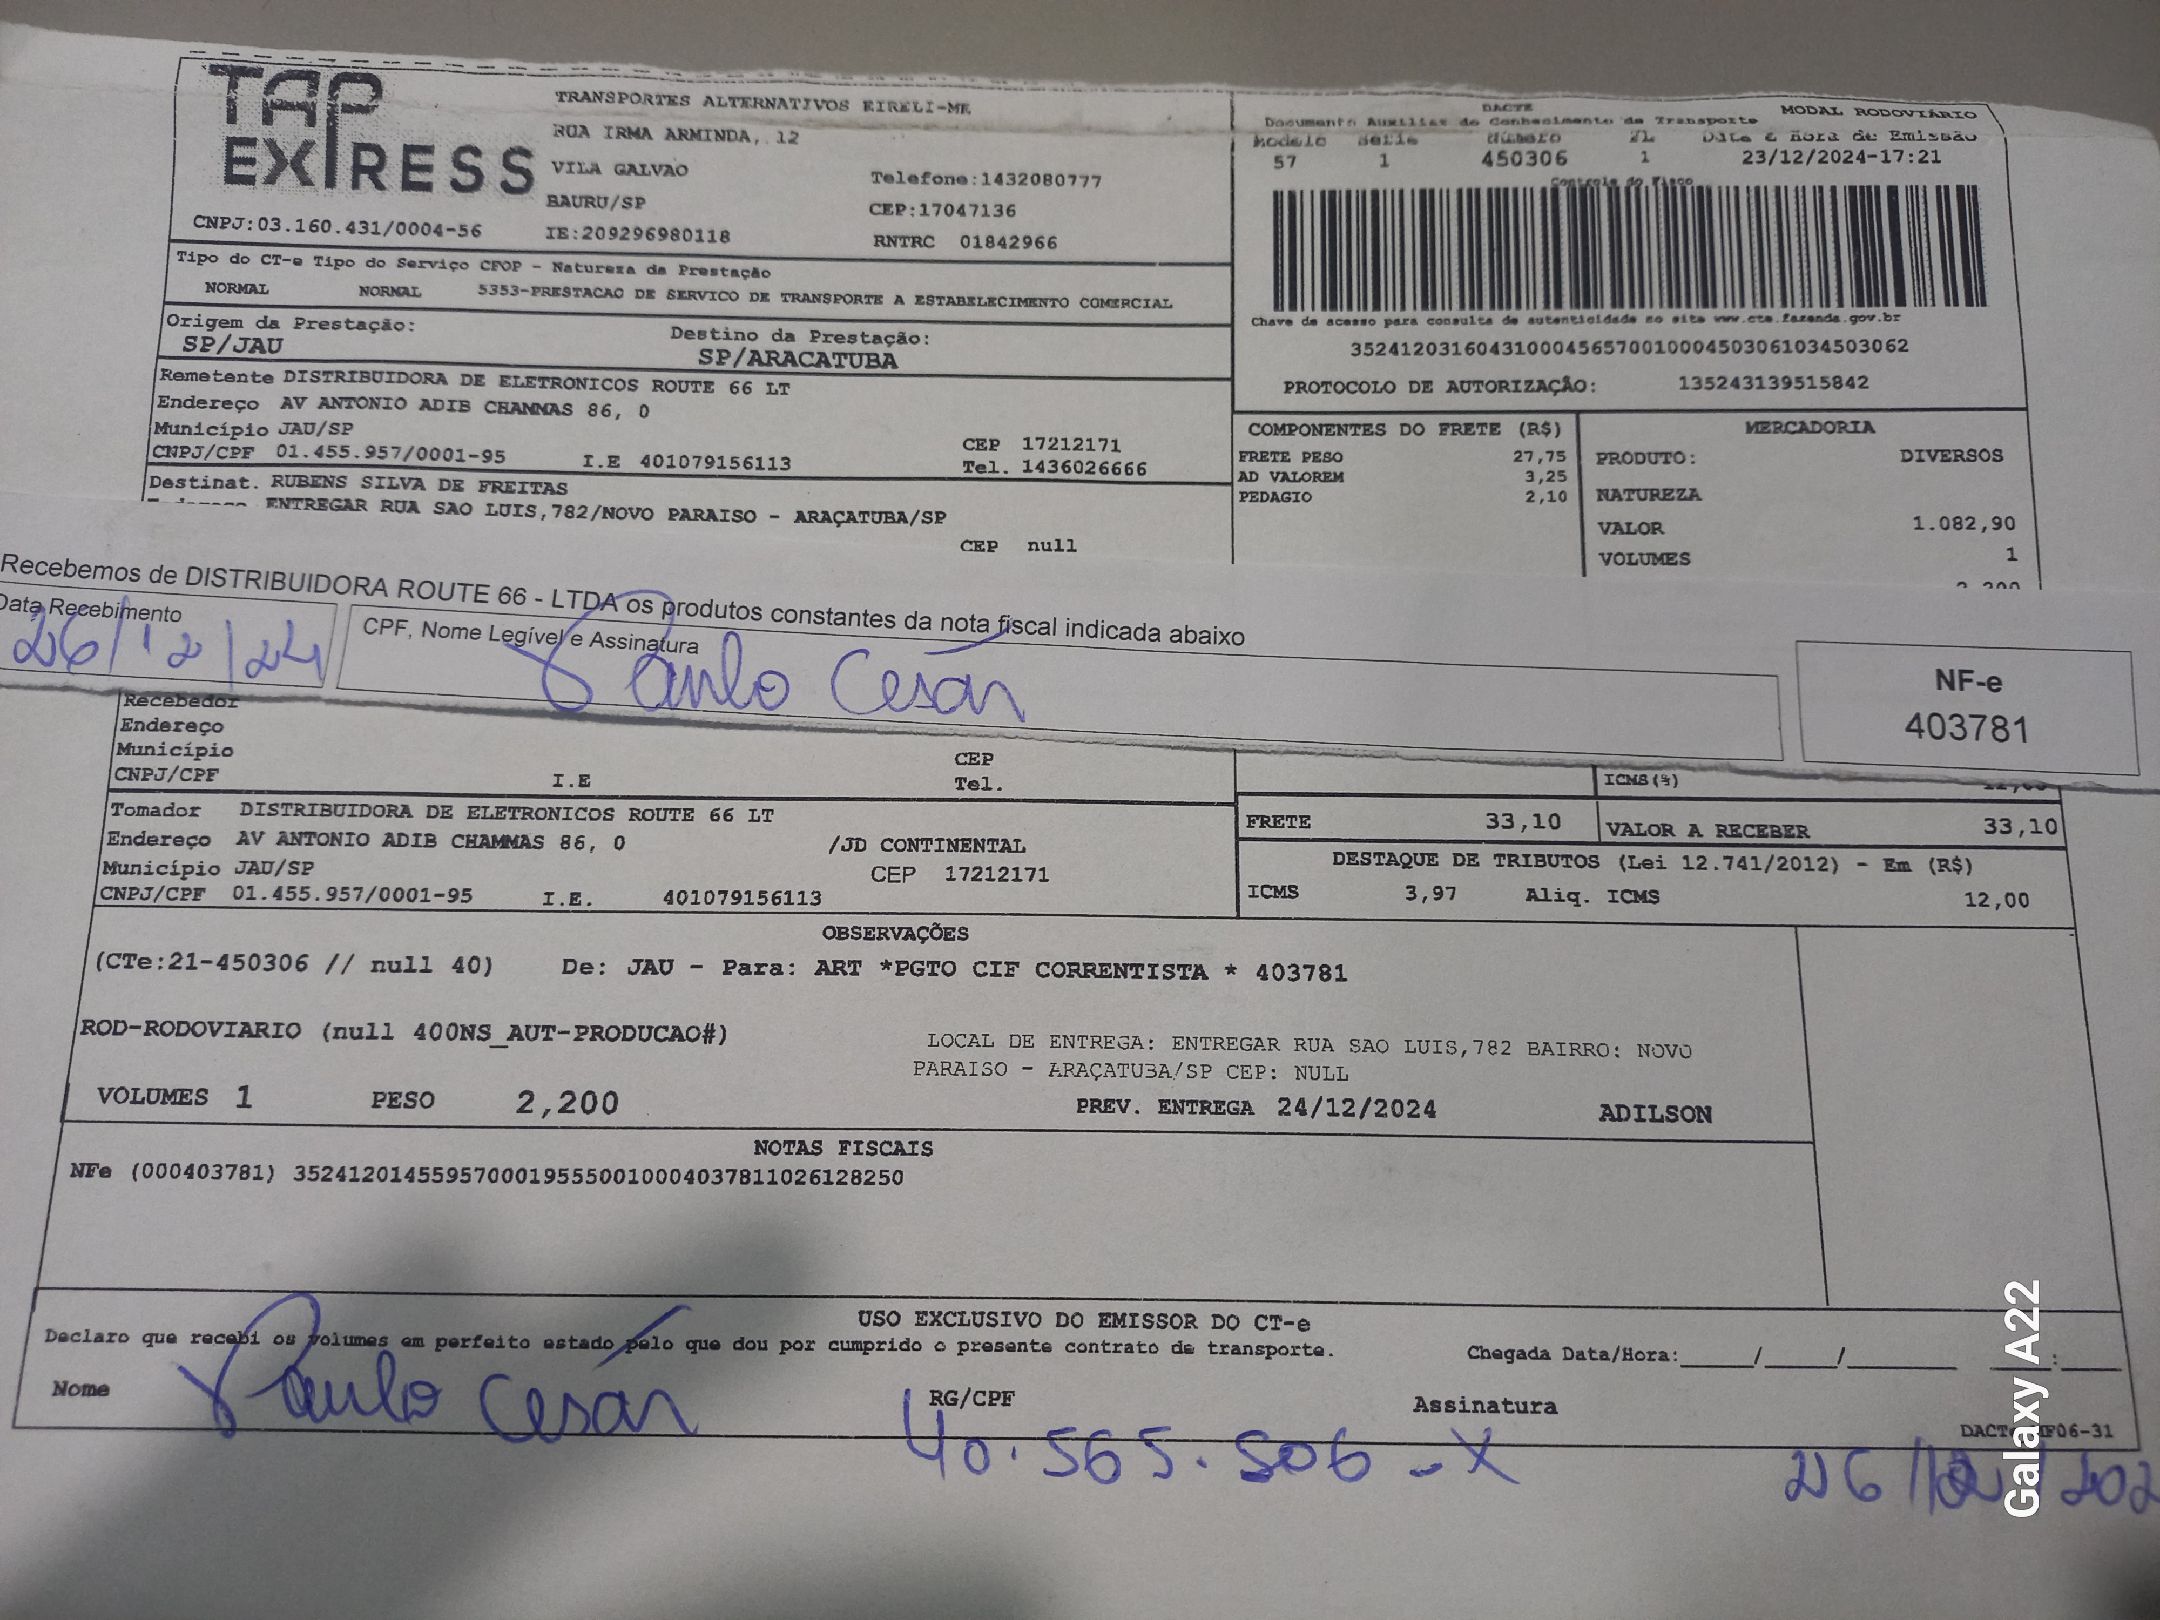 TAP EXPRESS
TRANSPORTES ALTERNATIVOS EIRELI-ME
RUA IRMA ARMINDA, 12
VILA GALVAO
Telefone:1432080777
BAURU/SP
CEP:17047136
CNPJ:03.160.431/0004-56
IE:209296980118
RNTRC 01842966
DACTE
MODAL RODOVIÁRIO
Documento Auxiliar do Conhecimento de Transporte
Modelo Série Número FL Data e Hora de Emissão
57 1 450306 1 23/12/2024-17:21
Controle do Fisco
Chave de acesso para consulta de autenticidade no site www.cte.fazenda.gov.br
35241203160431000456570010004503061034503062
PROTOCOLO DE AUTORIZAÇÃO: 135243139515842
Tipo do CT-e Tipo do Serviço CFOP - Natureza da Prestação
NORMAL NORMAL 5353-PRESTACAO DE SERVICO DE TRANSPORTE A ESTABELECIMENTO COMERCIAL
Origem da Prestação: Destino da Prestação:
SP/JAU SP/ARACATUBA
Remetente DISTRIBUIDORA DE ELETRONICOS ROUTE 66 LT
Endereço AV ANTONIO ADIB CHAMMAS 86, 0
Município JAU/SP CEP 17212171
CNPJ/CPF 01.455.957/0001-95 I.E 401079156113 Tel. 1436026666
Destinat. RUBENS SILVA DE FREITAS
ENTREGAR RUA SAO LUIS,782/NOVO PARAISO - ARAÇATUBA/SP
CEP null
COMPONENTES DO FRETE (R$) MERCADORIA
FRETE PESO 27,75 PRODUTO: DIVERSOS
AD VALOREM 3,25
PEDAGIO 2,10 NATUREZA
VALOR 1.082,90
VOLUMES 1
Recebemos de DISTRIBUIDORA ROUTE 66 - LTDA os produtos constantes da nota fiscal indicada abaixo
Data Recebimento
26/12/24
CPF, Nome Legível e Assinatura
Paulo Cesar
NF-e
403781
Recebedor
Endereço
Município CEP
CNPJ/CPF I.E Tel.
ICMS(%)
Tomador DISTRIBUIDORA DE ELETRONICOS ROUTE 66 LT
Endereço AV ANTONIO ADIB CHAMMAS 86, 0 /JD CONTINENTAL
Município JAU/SP CEP 17212171
CNPJ/CPF 01.455.957/0001-95 I.E. 401079156113
FRETE 33,10 VALOR A RECEBER 33,10
DESTAQUE DE TRIBUTOS (Lei 12.741/2012) - Em (R$)
ICMS 3,97 Aliq. ICMS 12,00
OBSERVAÇÕES
(CTe:21-450306 // null 40) De: JAU - Para: ART *PGTO CIF CORRENTISTA * 403781
ROD-RODOVIARIO (null 400NS_AUT-PRODUCAO#)
LOCAL DE ENTREGA: ENTREGAR RUA SAO LUIS,782 BAIRRO: NOVO
PARAISO - ARAÇATUBA/SP CEP: NULL
VOLUMES 1 PESO 2,200 PREV. ENTREGA 24/12/2024 ADILSON
NOTAS FISCAIS
NFe (000403781) 35241201455957000195550010004037811026128250
USO EXCLUSIVO DO EMISSOR DO CT-e
Declaro que recebi os volumes em perfeito estado pelo que dou por cumprido o presente contrato de transporte.
Chegada Data/Hora:_____/_____/_______ ___:____
Nome Paulo Cesar RG/CPF Assinatura
40.565.506-X
26/12/202
Galaxy A22